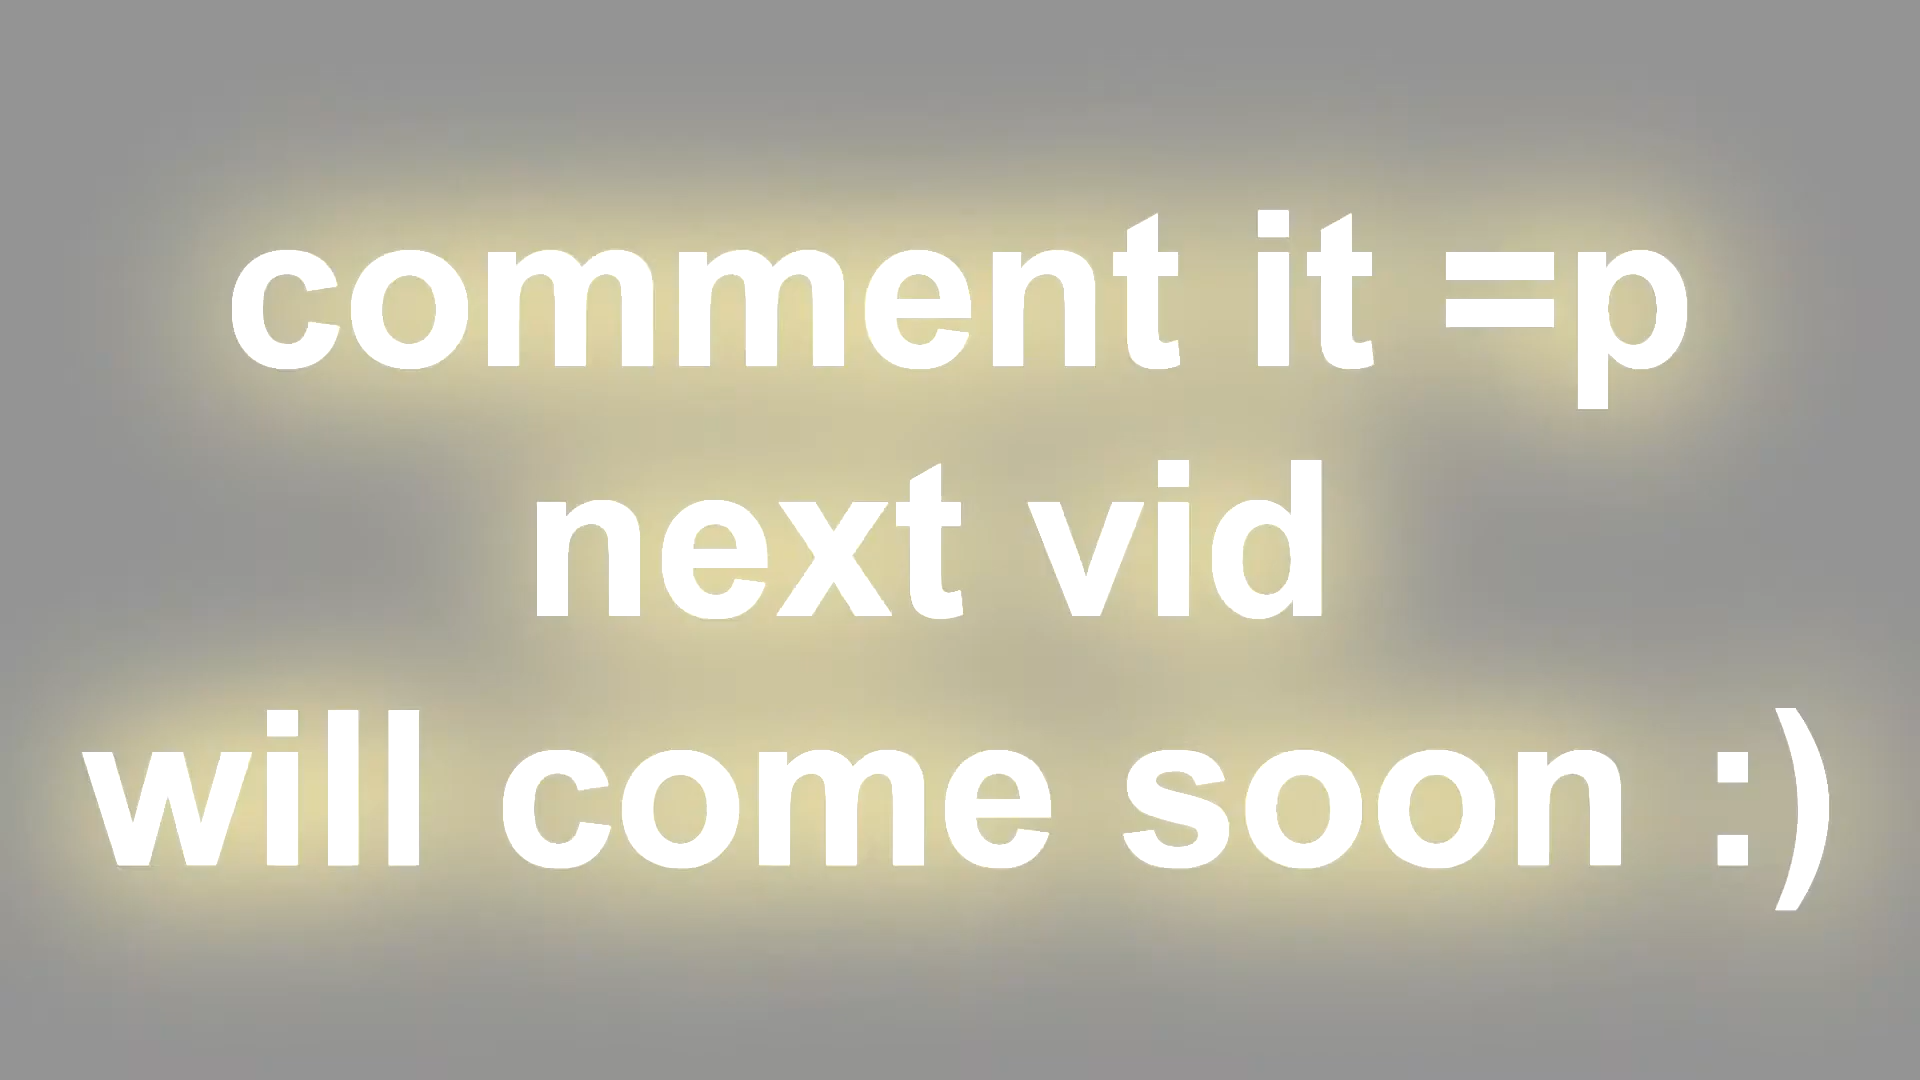 comment it =p
next vid
will come soon :)